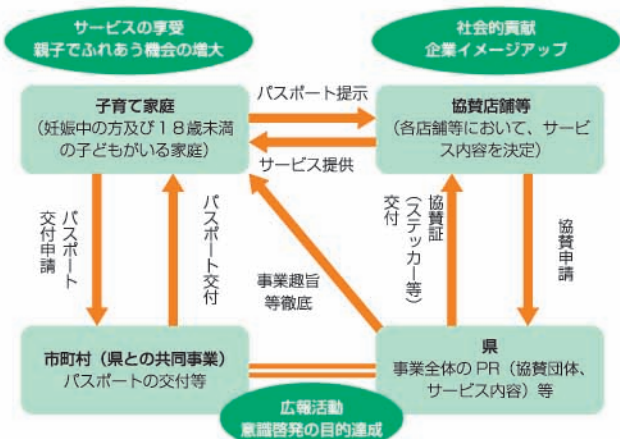 サービスの享受
親子でふれあう機会の増大
社会的貢献
企業イメージアップ
子育て家庭
(妊娠中の方及び18歳未満
の子どもがいる家庭)
パスポート提示
サービス提供
協賛店舗等
(各店舗等において、サービ
ス内容を決定)
パスポート
交付申請
パスポート交付
事業趣旨
等徹底
協賛証
(ステッカー等)
交付
協賛申請
市町村(県との共同事業)
パスポートの交付等
県
事業全体のPR(協賛団体、
サービス内容)等
広報活動
意識啓発の目的達成